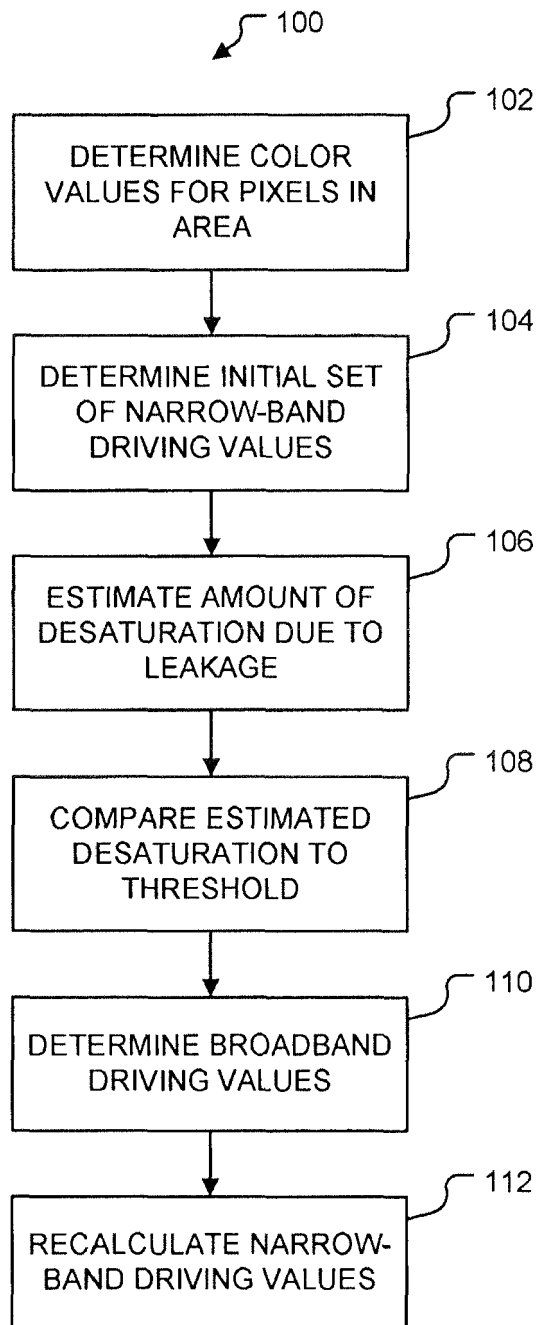 100
102
DETERMINE COLOR
VALUES FOR PIXELS IN
AREA
104
DETERMINE INITIAL SET
OF NARROW-BAND
DRIVING VALUES
106
ESTIMATE AMOUNT OF
DESATURATION DUE TO
LEAKAGE
108
COMPARE ESTIMATED
DESATURATION TO
THRESHOLD
110
DETERMINE BROADBAND
DRIVING VALUES
112
RECALCULATE NARROW-
BAND DRIVING VALUES